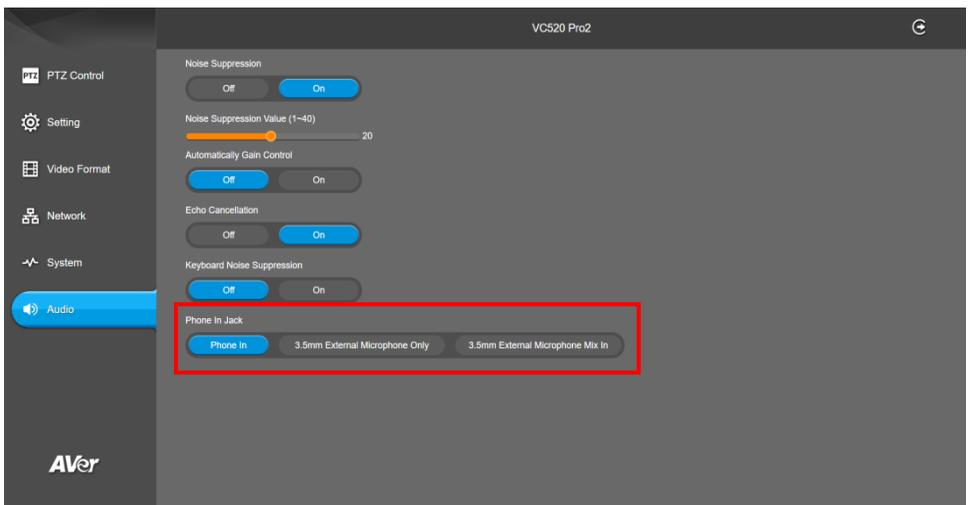 VC520 Pro2
PTZ PTZ Control
Setting
Video Format
Network
System
Audio
AVer
Noise Suppression
Off On
Noise Suppression Value (1~40)
20
Automatically Gain Control
Off On
Echo Cancellation
Off On
Keyboard Noise Suppression
Off On
Phone In Jack
Phone In 3.5mm External Microphone Only 3.5mm External Microphone Mix In